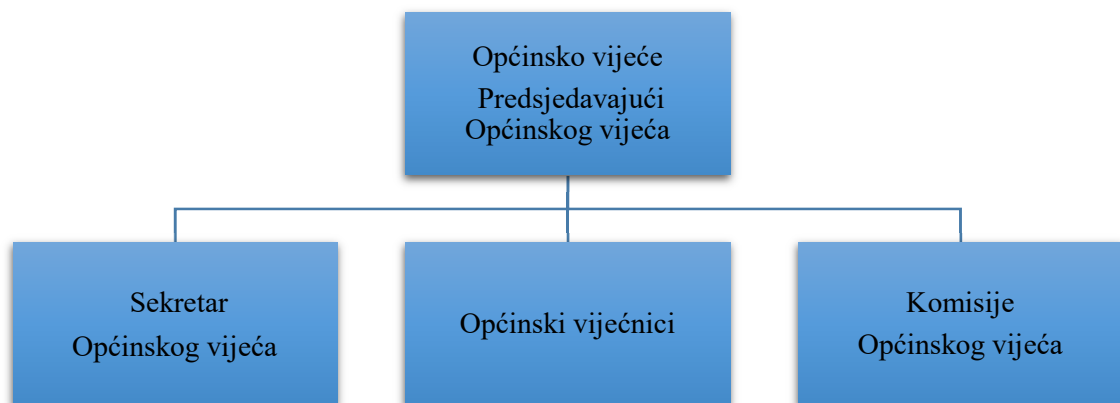 Općinsko vijeće
Predsjedavajući
Općinskog vijeća
Sekretar
Općinskog vijeća
Općinski vijećnici
Komisije
Općinskog vijeća